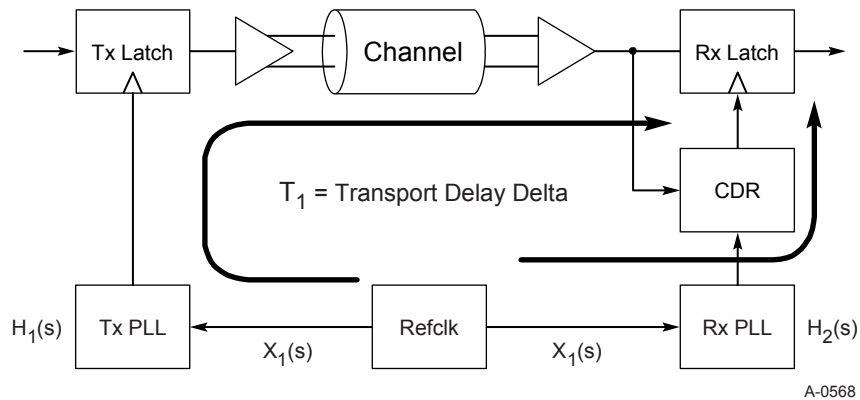 Tx Latch
Channel
Rx Latch
T1 = Transport Delay Delta
CDR
H1(s)
Tx PLL
Refclk
Rx PLL
H2(s)
X1(s)
X1(s)
A-0568